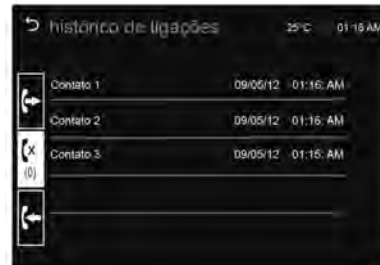 histórico de ligações 25°C 01:16 AM
Contato 1 09/05/12 01:16: AM
Contato 2 09/05/12 01:16: AM
Contato 3 09/05/12 01:15: AM
(0)